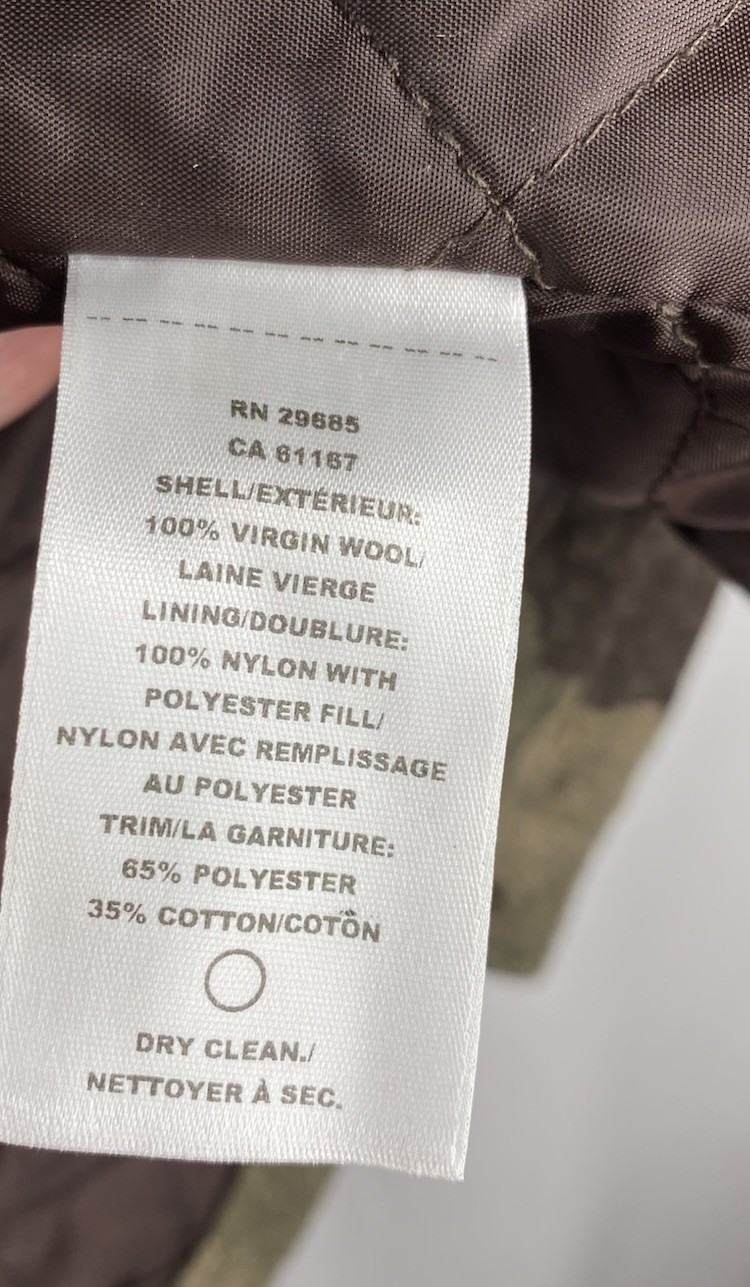 RN 29685
CA 61167
SHELL/EXTÉRIEUR:
100% VIRGIN WOOL/
LAINE VIERGE
LINING/DOUBLURE:
100% NYLON WITH
POLYESTER FILL/
NYLON AVEC REMPLISSAGE
AU POLYESTER
TRIM/LA GARNITURE:
65% POLYESTER
35% COTTON/COTÔN
DRY CLEAN./
NETTOYER À SEC.